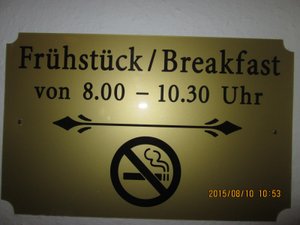 Frühstück / Breakfast
von 8.00 – 10.30 Uhr
2015/08/10 10:53